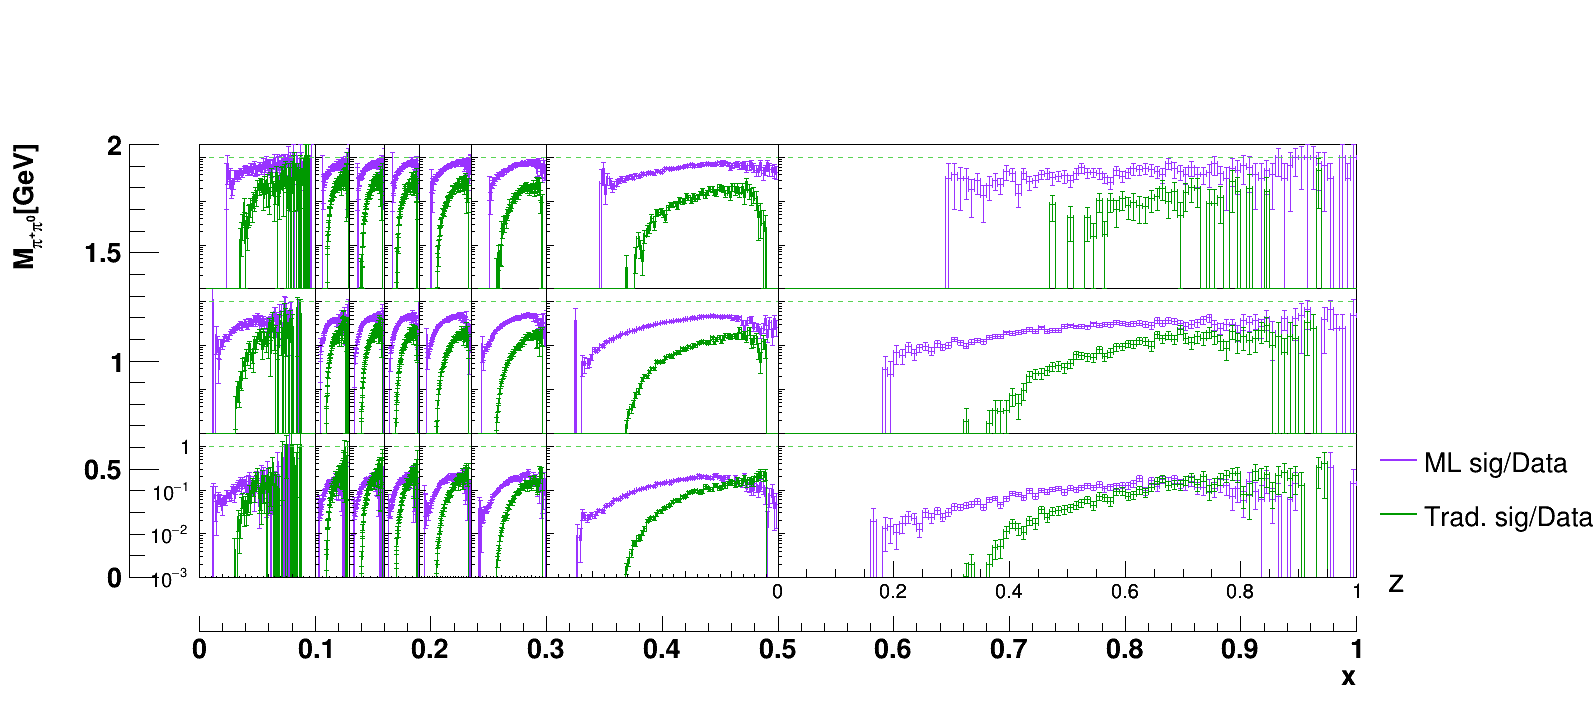 M_{π⁺π⁰}[GeV]
2
1.5
1
0.5
0
1
10⁻¹
10⁻²
10⁻³
ML sig/Data
Trad. sig/Data
0 0.2 0.4 0.6 0.8 1 z
0 0.1 0.2 0.3 0.4 0.5 0.6 0.7 0.8 0.9 1
x